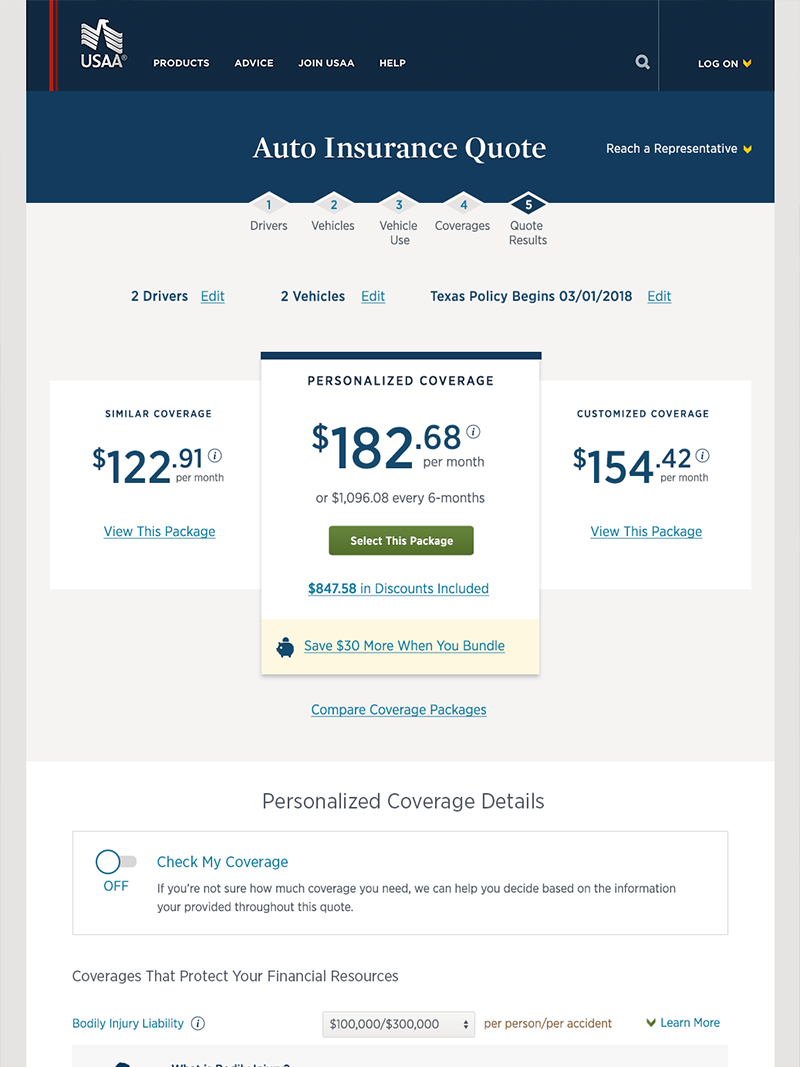 USAA®
PRODUCTS
ADVICE
JOIN USAA
HELP
LOG ON
Auto Insurance Quote
Reach a Representative
1
Drivers
2
Vehicles
3
Vehicle
Use
4
Coverages
5
Quote
Results
2 Drivers Edit
2 Vehicles Edit
Texas Policy Begins 03/01/2018 Edit
SIMILAR COVERAGE
$122.91
per month
View This Package
PERSONALIZED COVERAGE
$182.68
per month
or $1,096.08 every 6-months
Select This Package
$847.58 in Discounts Included
Save $30 More When You Bundle
CUSTOMIZED COVERAGE
$154.42
per month
View This Package
Compare Coverage Packages
Personalized Coverage Details
OFF
Check My Coverage
If you're not sure how much coverage you need, we can help you decide based on the information
your provided throughout this quote.
Coverages That Protect Your Financial Resources
Bodily Injury Liability
$100,000/$300,000
per person/per accident
Learn More
What is Bodily Injury?